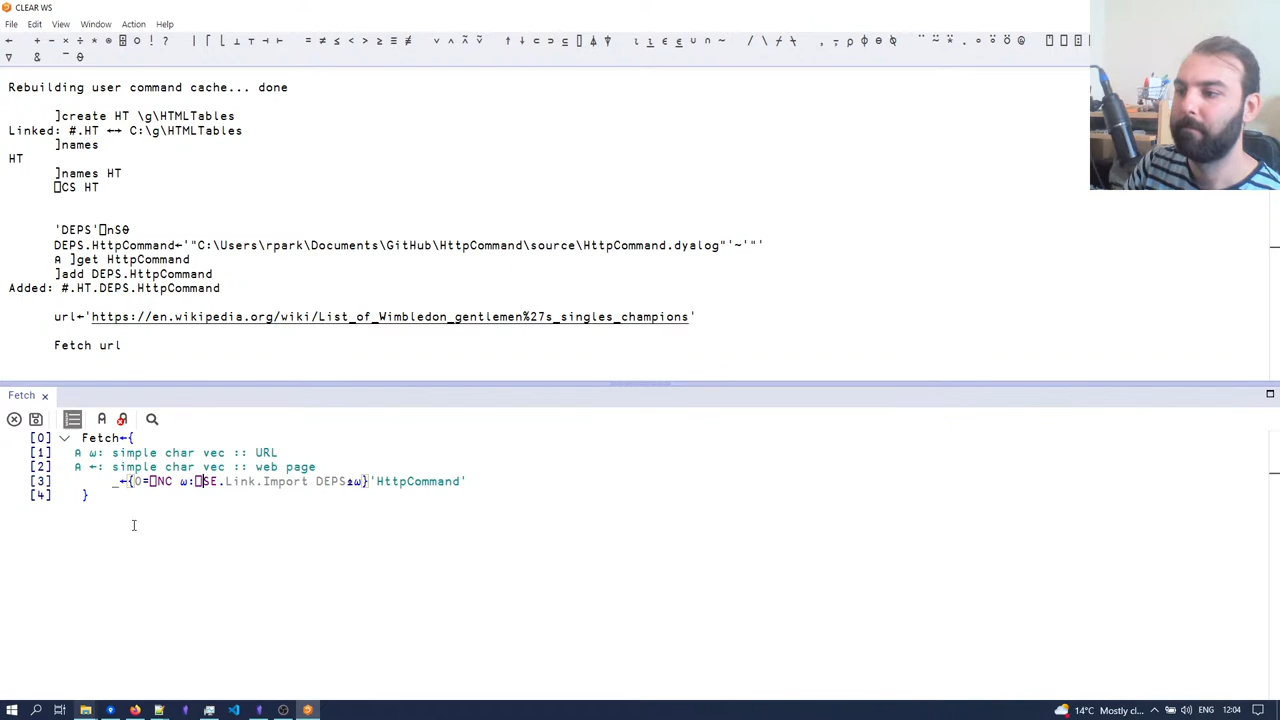 CLEAR WS
File Edit View Window Action Help
← + - × ÷ * ⍟ ⌹ ○ ! ? | ⌈ ⌊ ⊥ ⊤ ⊣ ⊢ = ≠ ≤ < > ≥ ≡ ≢ ∨ ∧ ⍲ ⍱ ↑ ↓ ⊂ ⊃ ⊆ ⌷ ⍋ ⍒ ⍳ ⍸ ∊ ⍷ ∪ ∩ ~ / \ ⌿ ⍀ , ⍪ ⍴ ⌽ ⊖ ⍉ ¨ ⍨ ⍣ . ∘ ⍤ ⍥ @
∇ & ¯ ⍬
Rebuilding user command cache... done
]create HT \g\HTMLTables
Linked: #.HT ←→ C:\g\HTMLTables
]names
HT
]names HT
⎕CS HT
'DEPS'⎕nS⍬
DEPS.HttpCommand←'"C:\Users\rpark\Documents\GitHub\HttpCommand\source\HttpCommand.dyalog"'~'"'
⍝ ]get HttpCommand
]add DEPS.HttpCommand
Added: #.HT.DEPS.HttpCommand
url←'https://en.wikipedia.org/wiki/List_of_Wimbledon_gentlemen%27s_singles_champions'
Fetch url
Fetch ×
[0] Fetch←{
[1] ⍝ ⍵: simple char vec :: URL
[2] ⍝ ←: simple char vec :: web page
[3] _←{0=⎕NC ⍵:⎕SE.Link.Import DEPS⍎⍵}'HttpCommand'
[4] }
14°C Mostly cl... ENG 12:04